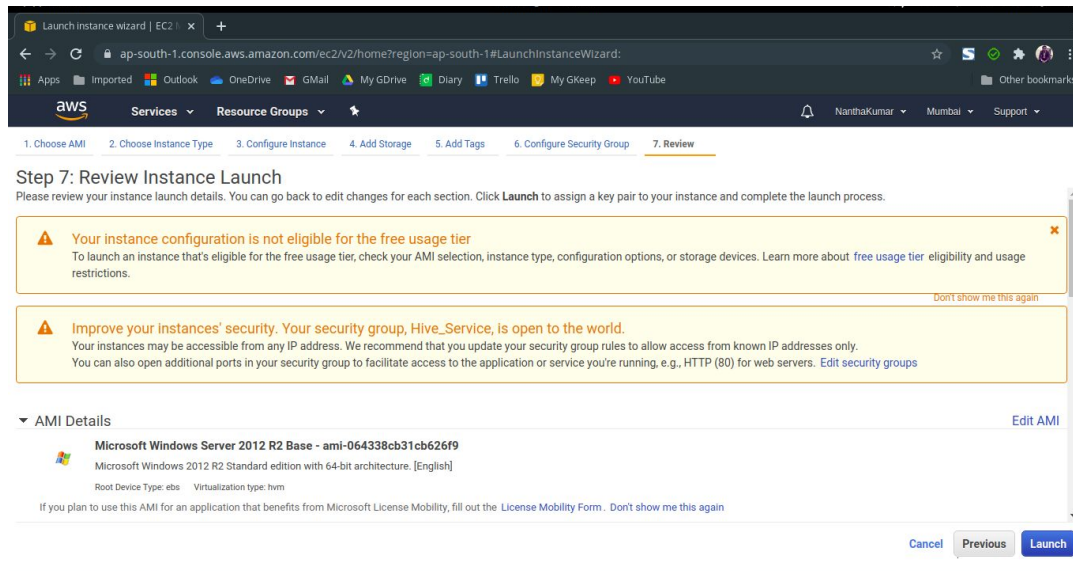 Launch instance wizard | EC2
ap-south-1.console.aws.amazon.com/ec2/v2/home?region=ap-south-1#LaunchInstanceWizard:
Apps Imported Outlook OneDrive GMail My GDrive Diary Trello My GKeep YouTube Other bookmarks
aws Services Resource Groups NanthaKumar Mumbai Support
1. Choose AMI 2. Choose Instance Type 3. Configure Instance 4. Add Storage 5. Add Tags 6. Configure Security Group 7. Review
Step 7: Review Instance Launch
Please review your instance launch details. You can go back to edit changes for each section. Click Launch to assign a key pair to your instance and complete the launch process.
Your instance configuration is not eligible for the free usage tier
To launch an instance that's eligible for the free usage tier, check your AMI selection, instance type, configuration options, or storage devices. Learn more about free usage tier eligibility and usage
restrictions.
Don't show me this again
Improve your instances' security. Your security group, Hive_Service, is open to the world.
Your instances may be accessible from any IP address. We recommend that you update your security group rules to allow access from known IP addresses only.
You can also open additional ports in your security group to facilitate access to the application or service you're running, e.g., HTTP (80) for web servers. Edit security groups
AMI Details Edit AMI
Microsoft Windows Server 2012 R2 Base - ami-064338cb31cb626f9
Microsoft Windows 2012 R2 Standard edition with 64-bit architecture. [English]
Root Device Type: ebs Virtualization type: hvm
If you plan to use this AMI for an application that benefits from Microsoft License Mobility, fill out the License Mobility Form. Don't show me this again
Cancel Previous Launch